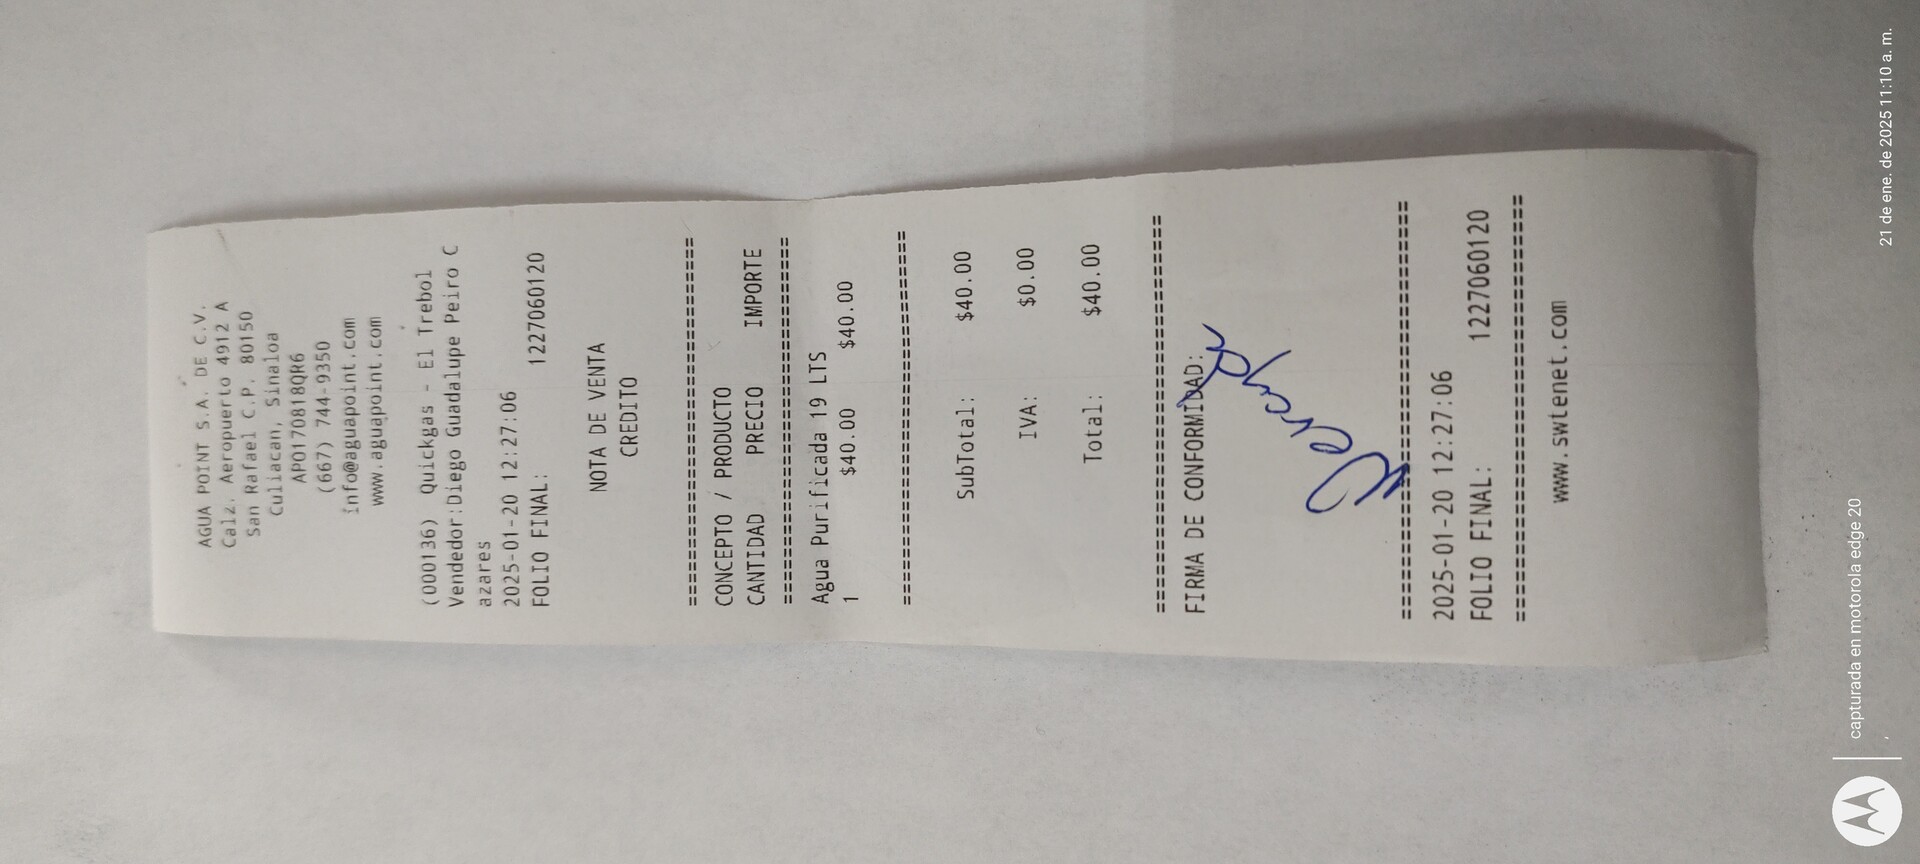 AGUA POINT S.A. DE C.V.
Calz. Aeropuerto 4912 A
San Rafael C.P. 80150
Culiacan, Sinaloa
APO170818QR6
(667) 744-9350
Info@aguapoint.com
www.aguapoint.com
(000136) Quickgas - El Trebol
Vendedor:Diego Guadalupe Peiro C
azares
2025-01-20 12:27:06
FOLIO FINAL: 1227060120
NOTA DE VENTA
CREDITO
================================
CONCEPTO / PRODUCTO
CANTIDAD PRECIO IMPORTE
================================
Agua Purificada 19 LTS
1 $40.00 $40.00
================================
SubTotal: $40.00
IVA: $0.00
Total: $40.00
================================
FIRMA DE CONFORMIDAD:
================================
2025-01-20 12:27:06
FOLIO FINAL: 1227060120
================================
www.swtenet.com
capturada en motorola edge 20
21 de ene. de 2025 11:10 a. m.